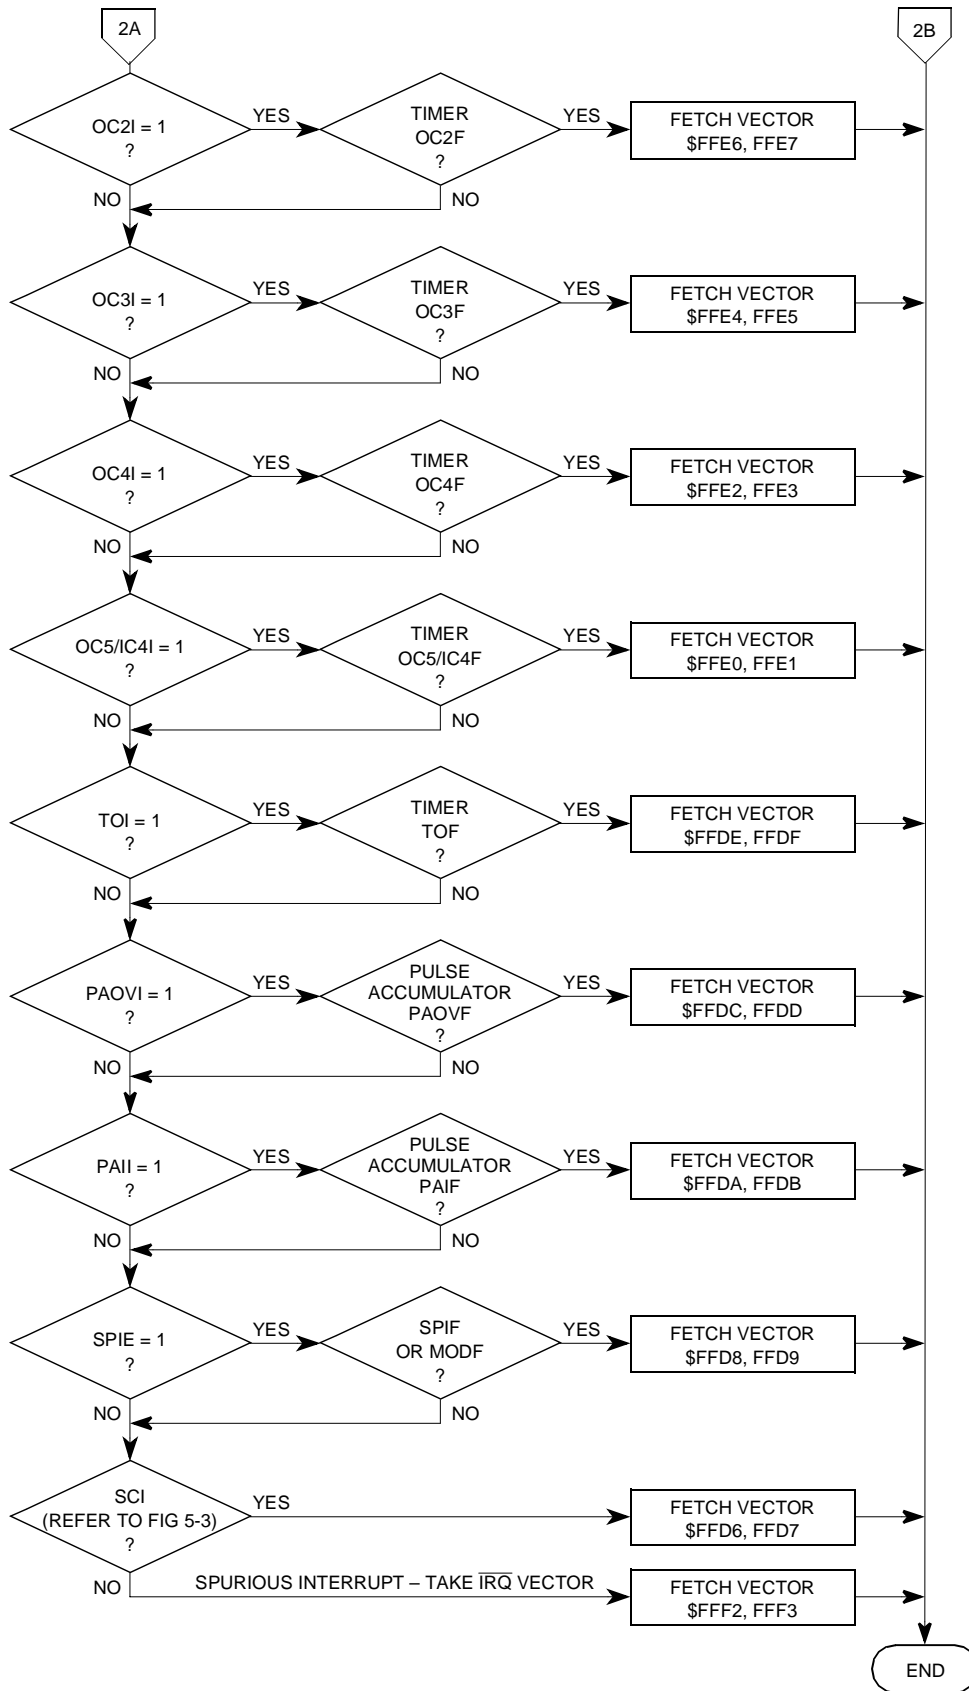 2A
2B
OC2I = 1
?
YES
TIMER
OC2F
?
YES
FETCH VECTOR
$FFE6, FFE7
NO
NO
OC3I = 1
?
YES
TIMER
OC3F
?
YES
FETCH VECTOR
$FFE4, FFE5
NO
NO
OC4I = 1
?
YES
TIMER
OC4F
?
YES
FETCH VECTOR
$FFE2, FFE3
NO
NO
OC5/IC4I = 1
?
YES
TIMER
OC5/IC4F
?
YES
FETCH VECTOR
$FFE0, FFE1
NO
NO
TOI = 1
?
YES
TIMER
TOF
?
YES
FETCH VECTOR
$FFDE, FFDF
NO
NO
PAOVI = 1
?
YES
PULSE
ACCUMULATOR
PAOVF
?
YES
FETCH VECTOR
$FFDC, FFDD
NO
NO
PAII = 1
?
YES
PULSE
ACCUMULATOR
PAIF
?
YES
FETCH VECTOR
$FFDA, FFDB
NO
NO
SPIE = 1
?
YES
SPIF
OR MODF
?
YES
FETCH VECTOR
$FFD8, FFD9
NO
NO
SCI
(REFER TO FIG 5-3)
?
YES
FETCH VECTOR
$FFD6, FFD7
NO
SPURIOUS INTERRUPT – TAKE I̅R̅Q̅ VECTOR
FETCH VECTOR
$FFF2, FFF3
END